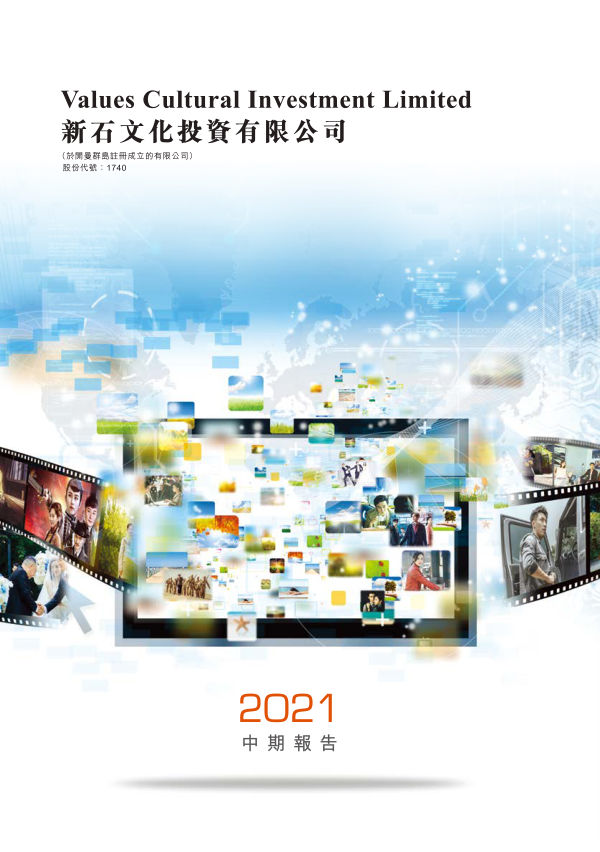 Values Cultural Investment Limited
新石文化投資有限公司
（於開曼群島註冊成立的有限公司）
股份代號：1740
2021
中期報告